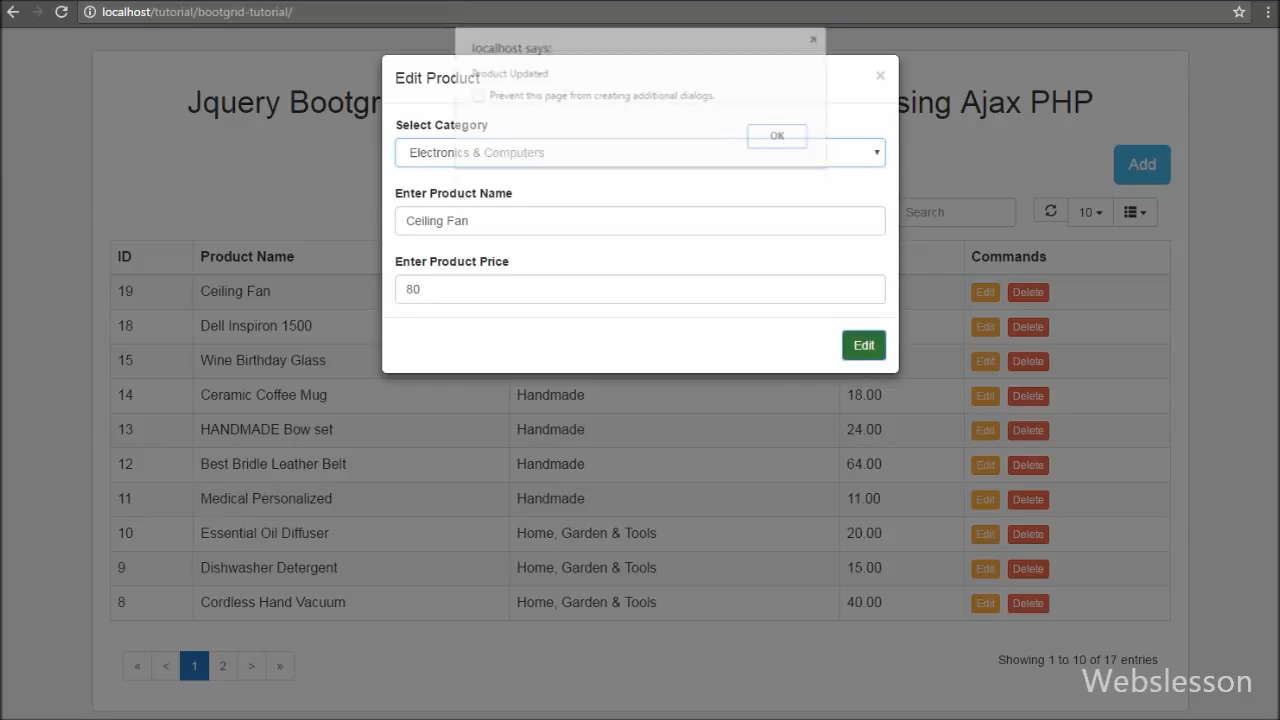 localhost/tutorial/bootgrid-tutorial/
localhost says:
Product Updated
Prevent this page from creating additional dialogs.
OK
Edit Product
×
Jquery Bootgr
sing Ajax PHP
Select Category
Electronics & Computers
Add
Enter Product Name
Ceiling Fan
Search
10
Enter Product Price
80
Edit
ID Product Name Commands
19 Ceiling Fan Edit Delete
18 Dell Inspiron 1500 Edit Delete
15 Wine Birthday Glass Edit Delete
14 Ceramic Coffee Mug Handmade 18.00 Edit Delete
13 HANDMADE Bow set Handmade 24.00 Edit Delete
12 Best Bridle Leather Belt Handmade 64.00 Edit Delete
11 Medical Personalized Handmade 11.00 Edit Delete
10 Essential Oil Diffuser Home, Garden & Tools 20.00 Edit Delete
9 Dishwasher Detergent Home, Garden & Tools 15.00 Edit Delete
8 Cordless Hand Vacuum Home, Garden & Tools 40.00 Edit Delete
« < 1 2 > »
Showing 1 to 10 of 17 entries
Webslesson